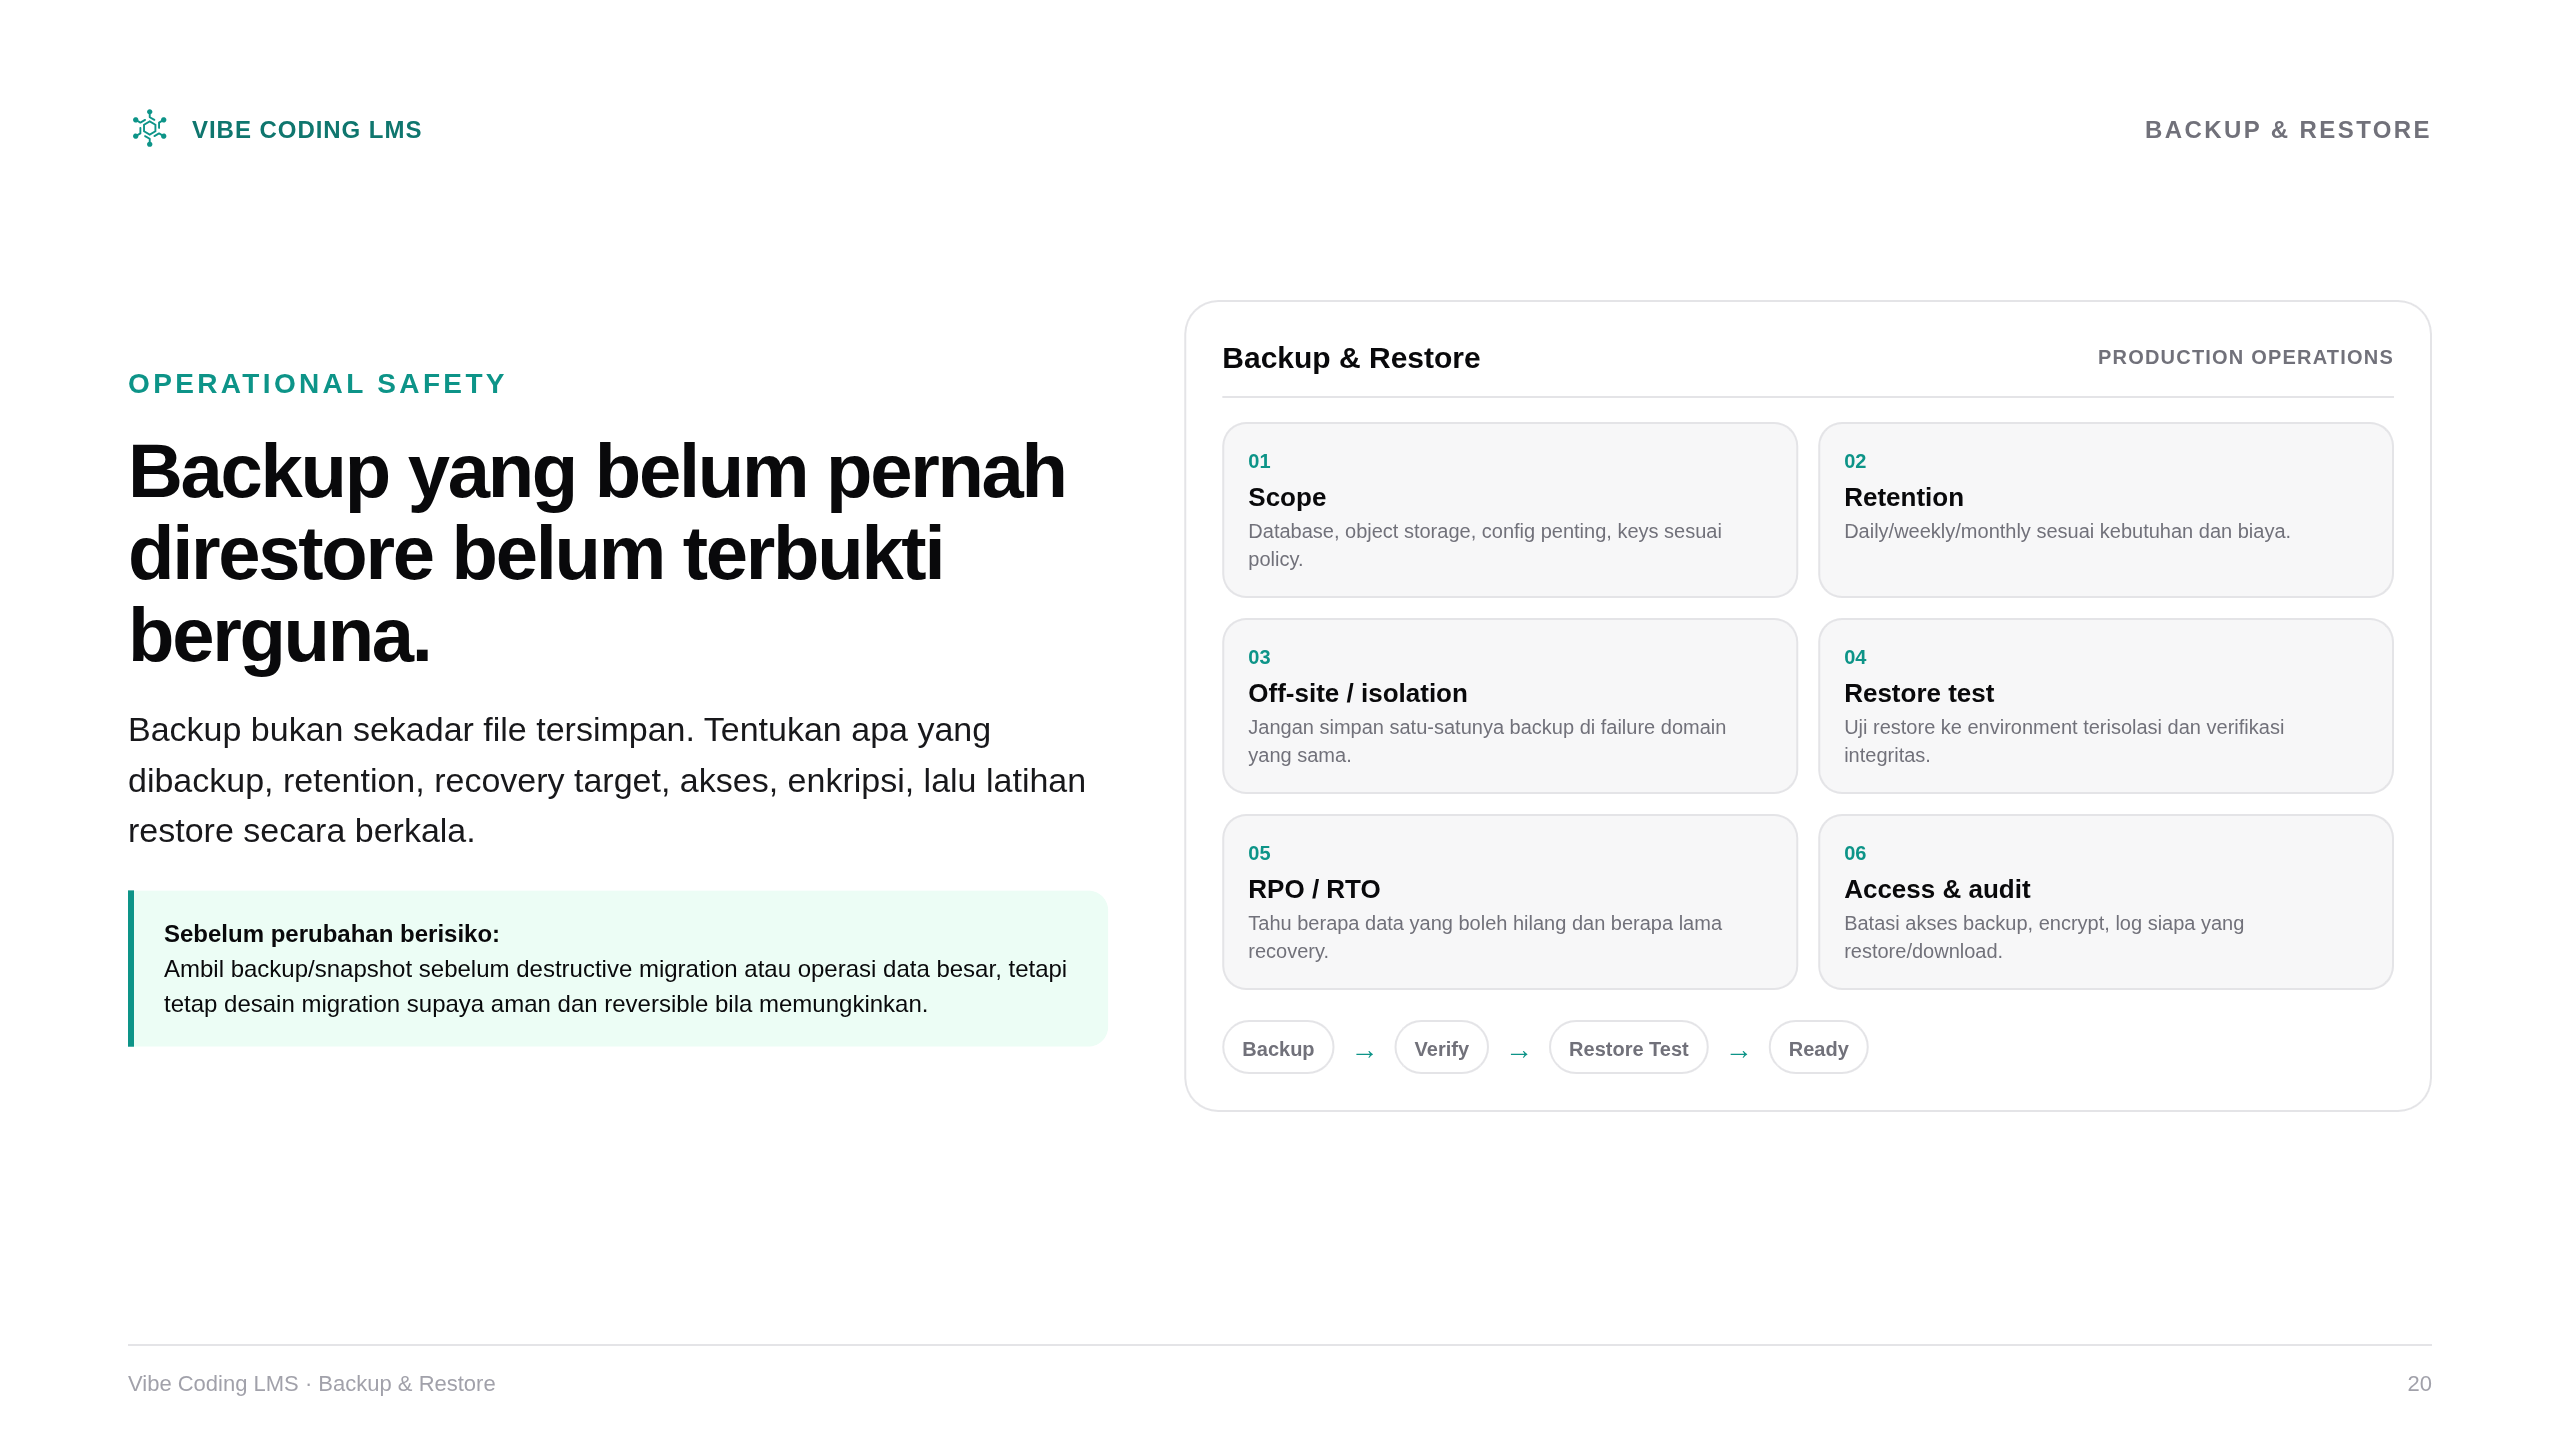 VIBE CODING LMS
BACKUP & RESTORE
OPERATIONAL SAFETY
Backup yang belum pernah
direstore belum terbukti
berguna.
Backup bukan sekadar file tersimpan. Tentukan apa yang
dibackup, retention, recovery target, akses, enkripsi, lalu latihan
restore secara berkala.
Sebelum perubahan berisiko:
Ambil backup/snapshot sebelum destructive migration atau operasi data besar, tetapi
tetap desain migration supaya aman dan reversible bila memungkinkan.
Backup & Restore
PRODUCTION OPERATIONS
01
Scope
Database, object storage, config penting, keys sesuai
policy.
02
Retention
Daily/weekly/monthly sesuai kebutuhan dan biaya.
03
Off-site / isolation
Jangan simpan satu-satunya backup di failure domain
yang sama.
04
Restore test
Uji restore ke environment terisolasi dan verifikasi
integritas.
05
RPO / RTO
Tahu berapa data yang boleh hilang dan berapa lama
recovery.
06
Access & audit
Batasi akses backup, encrypt, log siapa yang
restore/download.
Backup → Verify → Restore Test → Ready
Vibe Coding LMS · Backup & Restore
20